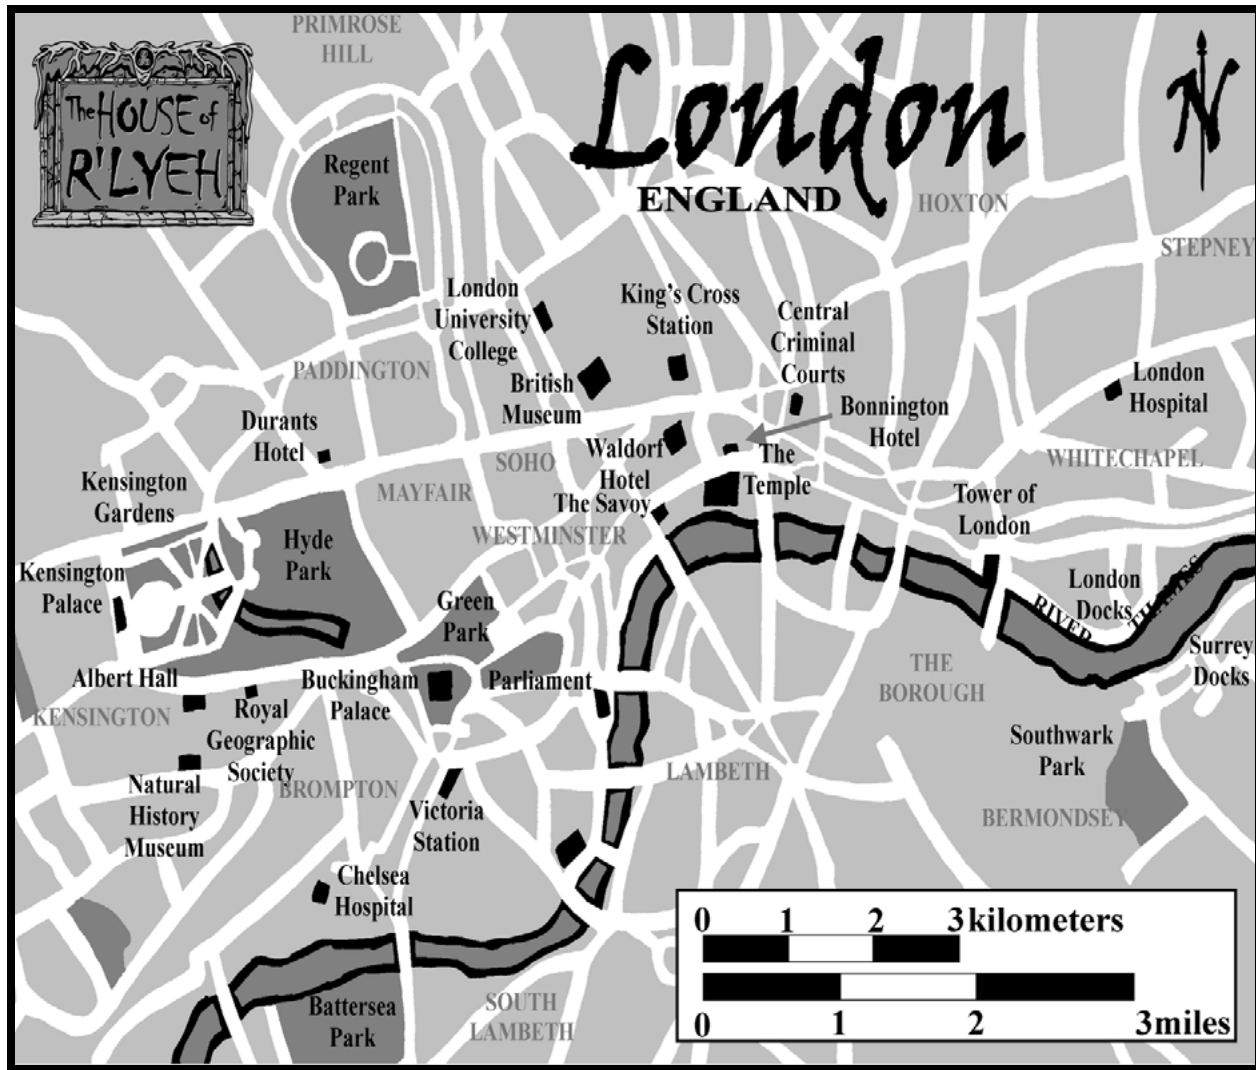 PRIMROSE
HILL
The HOUSE of
R'LYEH
London
ENGLAND
N
Regent
Park
HOXTON
STEPNEY
London
University
College
King's Cross
Station
Central
Criminal
Courts
PADDINGTON
British
Museum
London
Hospital
Bonnington
Hotel
Durants
Hotel
Waldorf
Hotel
SOHO
The
Temple
WHITECHAPEL
Kensington
Gardens
MAYFAIR
The Savoy
Tower of
London
WESTMINSTER
Hyde
Park
Kensington
Palace
Green
Park
London
Docks
RIVER THAMES
Surrey
Docks
THE
BOROUGH
Albert Hall
Buckingham
Palace
Parliament
KENSINGTON
Royal
Geographic
Society
Southwark
Park
LAMBETH
Natural
History
Museum
BROMPTON
Victoria
Station
BERMONDSEY
Chelsea
Hospital
0 1 2 3 kilometers
0 1 2 3 miles
Battersea
Park
SOUTH
LAMBETH